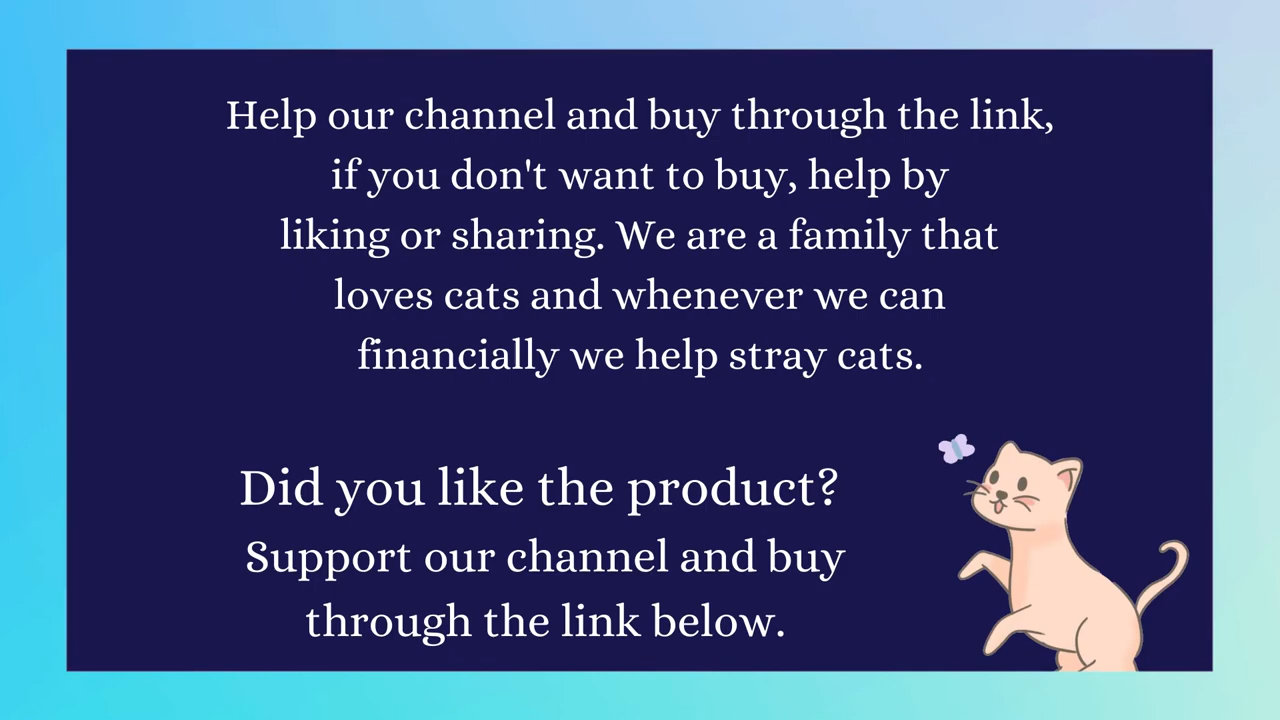 Help our channel and buy through the link,
if you don't want to buy, help by
liking or sharing. We are a family that
loves cats and whenever we can
financially we help stray cats.
Did you like the product?
Support our channel and buy
through the link below.